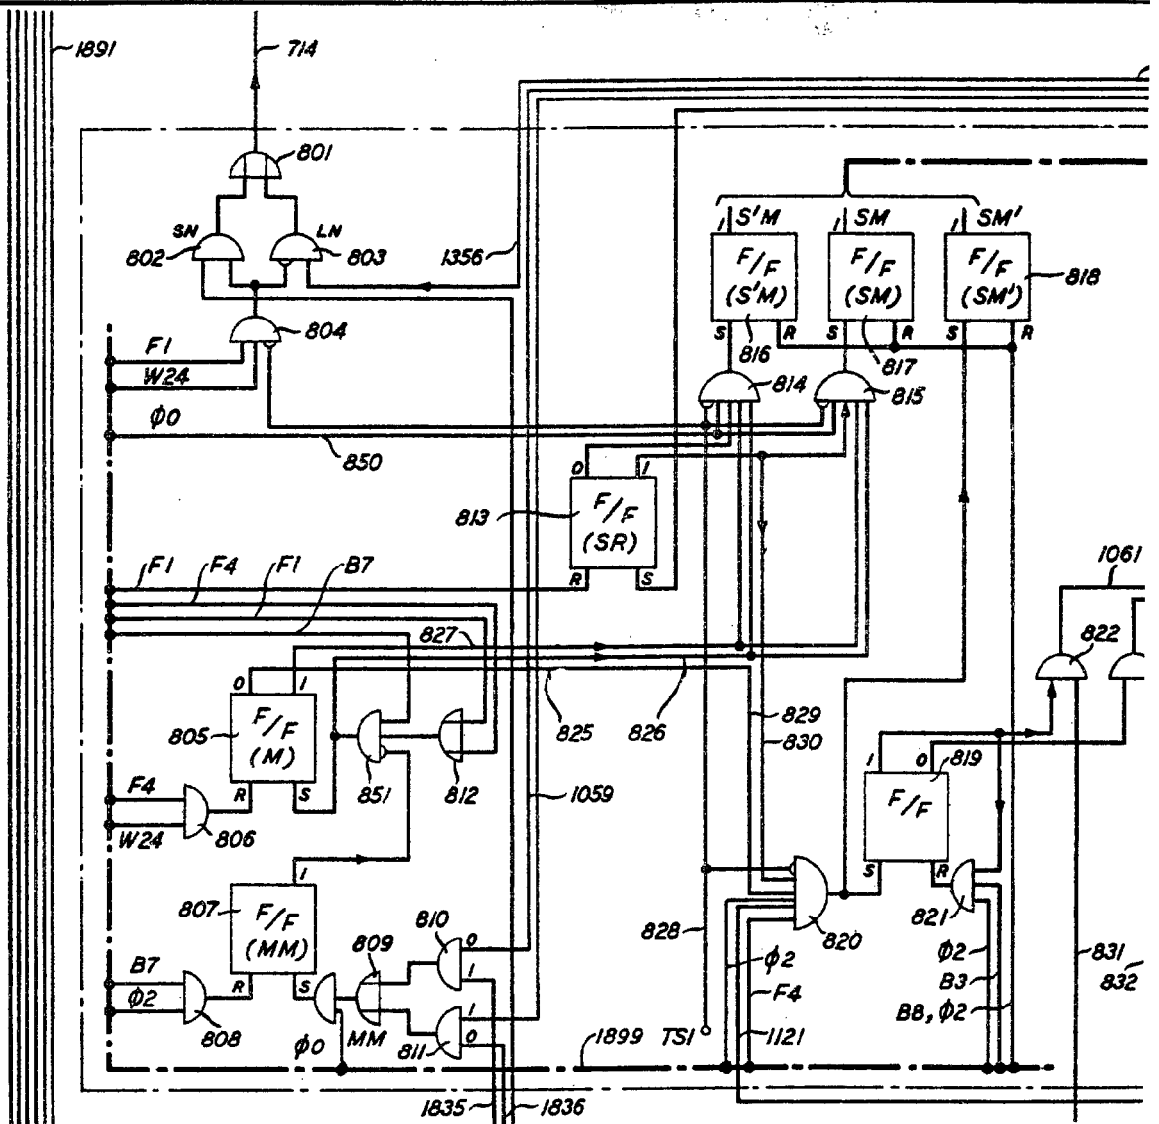 1891
714
801
SN
LN
802
803
1356
804
F1
W24
φ0
850
1 S'M
1 SM
1 SM'
F/F
(S'M)
F/F
(SM)
F/F
(SM')
818
S
R
S
R
S
R
816
817
814
815
0
1
813
F/F
(SR)
R
S
F1
F4
F1
B7
827
1061
822
0
1
825
826
829
830
805
F/F
(M)
R
S
851
812
1059
1
0
819
F/F
S
R
F4
W24
806
1
807
F/F
(MM)
R
S
810
0
1
809
820
821
828
B7
φ2
808
φ0
MM
811
1
0
φ2
F4
1121
φ2
B3
B8, φ2
831
832
1899
TS1
1835
1836